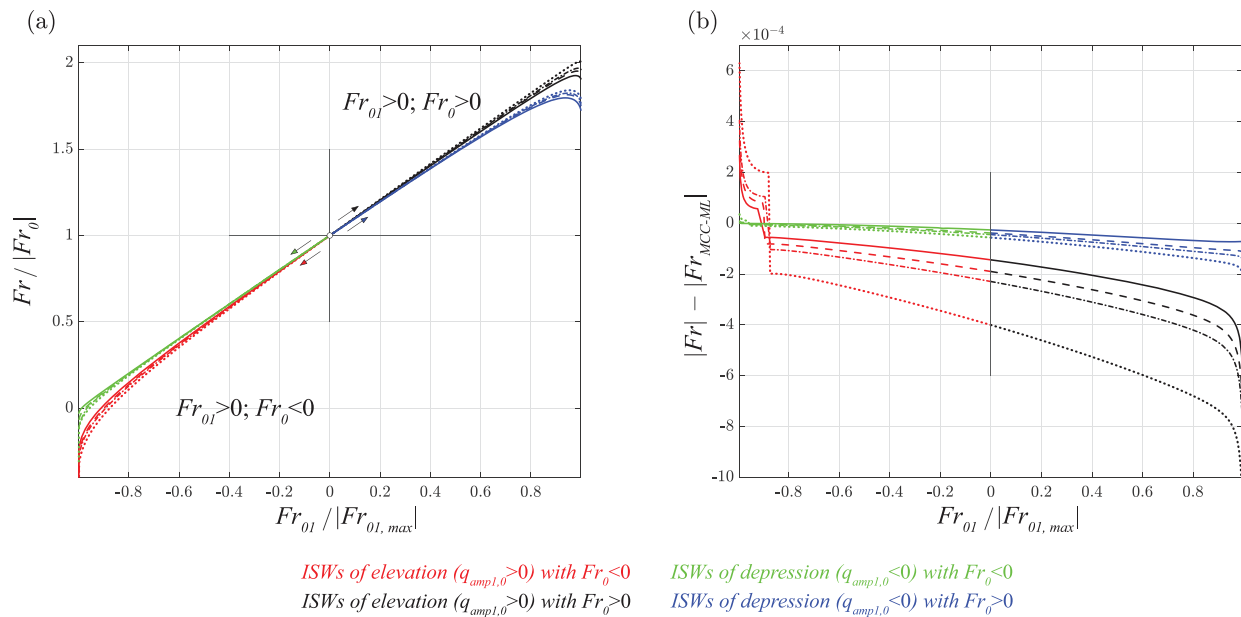 (a)
(b)
×10⁻⁴
2
1.5
1
0.5
0
Fr / |Fr₀|
Fr₀₁>0; Fr₀>0
Fr₀₁>0; Fr₀<0
-0.8 -0.6 -0.4 -0.2 0 0.2 0.4 0.6 0.8
Fr₀₁ / |Fr₀₁, ₘₐₓ|
6
4
2
0
-2
-4
-6
-8
-10
|Fr| − |Fr_MCC-ML|
-0.8 -0.6 -0.4 -0.2 0 0.2 0.4 0.6 0.8
Fr₀₁ / |Fr₀₁, ₘₐₓ|
ISWs of elevation (q_amp1,0>0) with Fr₀<0
ISWs of depression (q_amp1,0<0) with Fr₀<0
ISWs of elevation (q_amp1,0>0) with Fr₀>0
ISWs of depression (q_amp1,0<0) with Fr₀>0